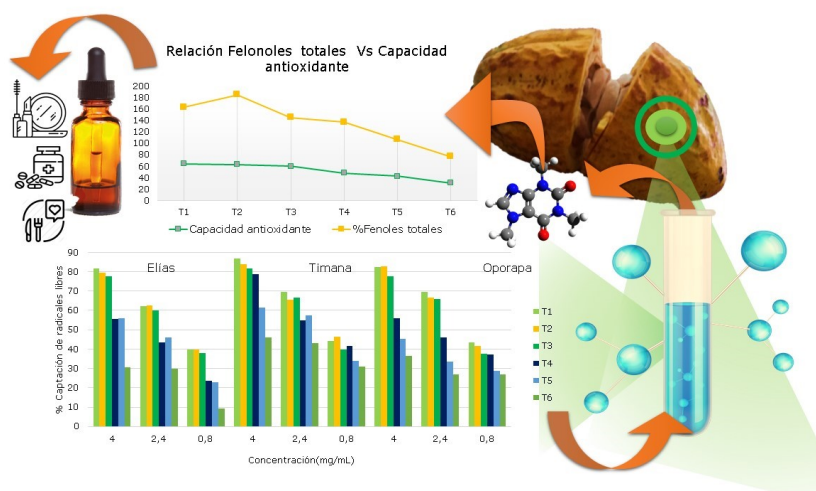 Relación Felonoles totales Vs Capacidad
antioxidante
200
180
160
140
120
100
80
60
40
20
0
T1 T2 T3 T4 T5 T6
Capacidad antioxidante %Fenoles totales
Elías Timana Oporapa
% Captación de radicales libres
90
80
70
60
50
40
30
20
10
0
4 2,4 0,8 4 2,4 0,8 4 2,4 0,8
Concentración(mg/mL)
T1
T2
T3
T4
T5
T6